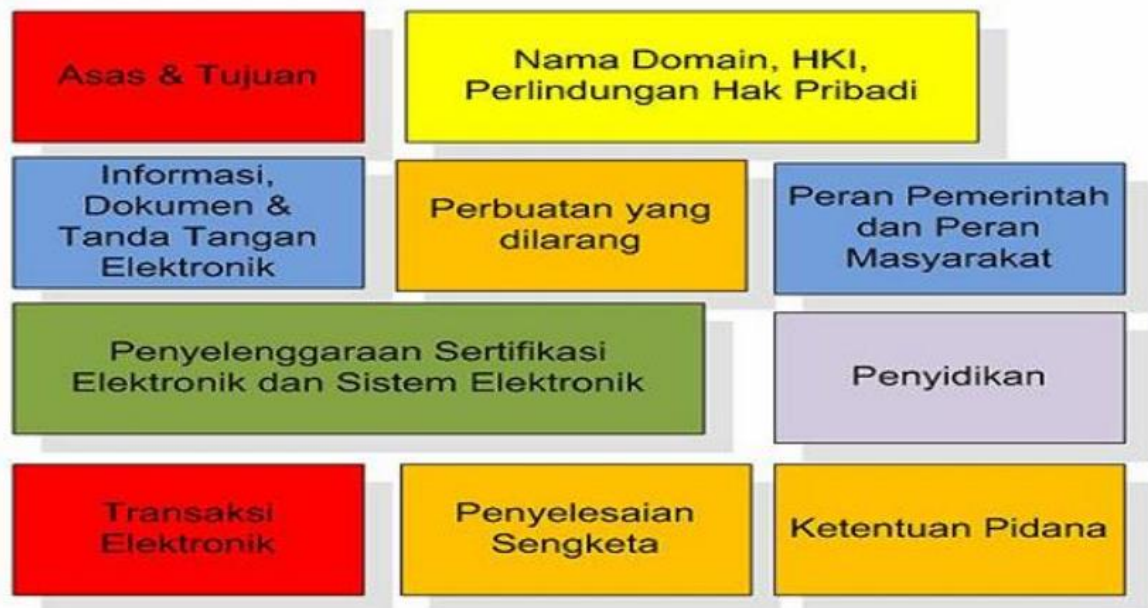 Asas & Tujuan
Nama Domain, HKI,
Perlindungan Hak Pribadi
Informasi,
Dokumen &
Tanda Tangan
Elektronik
Perbuatan yang
dilarang
Peran Pemerintah
dan Peran
Masyarakat
Penyelenggaraan Sertifikasi
Elektronik dan Sistem Elektronik
Penyidikan
Transaksi
Elektronik
Penyelesaian
Sengketa
Ketentuan Pidana